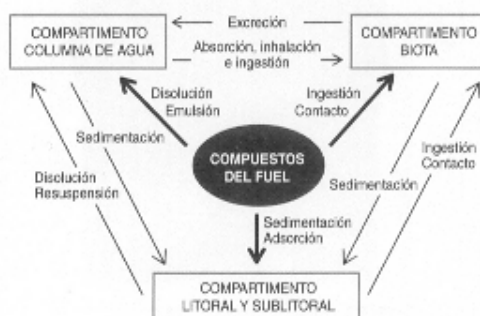 COMPARTIMENTO
COLUMNA DE AGUA
Excreción
Absorción, inhalación
e ingestión
COMPARTIMENTO
BIOTA
Disolución
Emulsión
Ingestión
Contacto
Sedimentación
COMPUESTOS
DEL FUEL
Ingestión
Contacto
Disolución
Resuspensión
Sedimentación
Sedimentación
Adsorción
COMPARTIMENTO
LITORAL Y SUBLITORAL